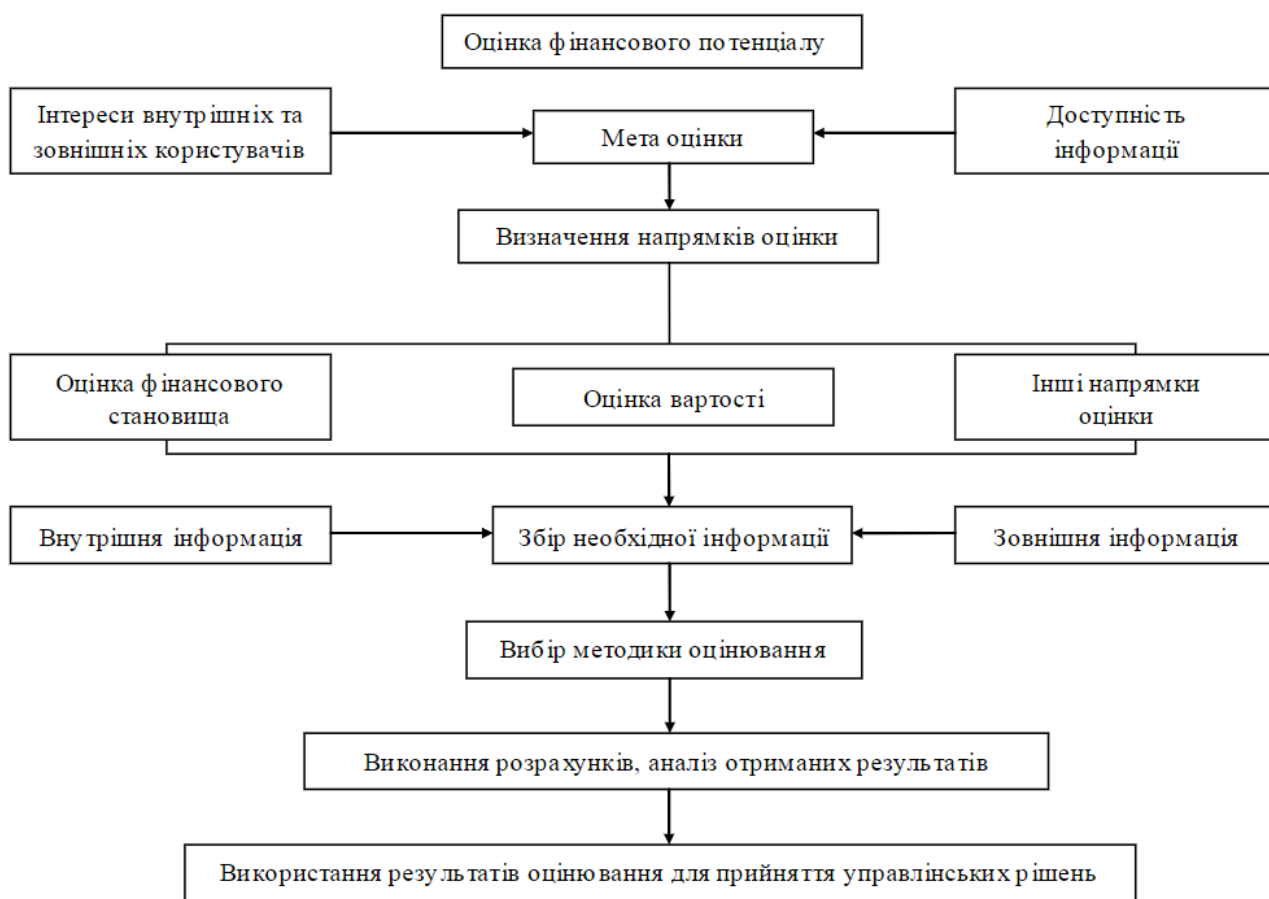 Оцінка фінансового потенціалу
Інтереси внутрішніх та
зовнішніх користувачів
Мета оцінки
Доступність
інформації
Визначення напрямків оцінки
Оцінка фінансового
становища
Оцінка вартості
Інші напрямки
оцінки
Внутрішня інформація
Збір необхідної інформації
Зовнішня інформація
Вибір методики оцінювання
Виконання розрахунків, аналіз отриманих результатів
Використання результатів оцінювання для прийняття управлінських рішень